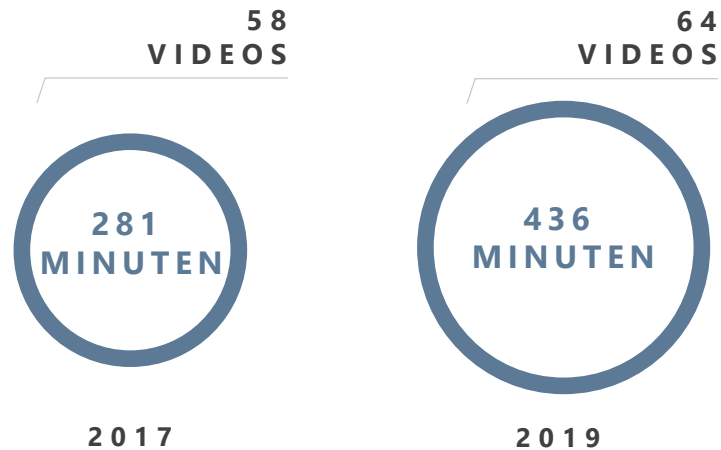 58
VIDEOS
281
MINUTEN
2017
64
VIDEOS
436
MINUTEN
2019